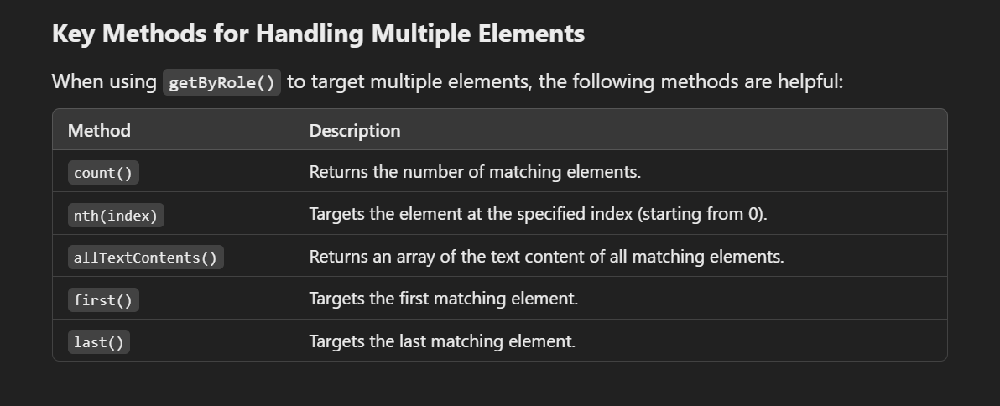 Key Methods for Handling Multiple Elements
When using getByRole() to target multiple elements, the following methods are helpful:
Method Description
count() Returns the number of matching elements.
nth(index) Targets the element at the specified index (starting from 0).
allTextContents() Returns an array of the text content of all matching elements.
first() Targets the first matching element.
last() Targets the last matching element.